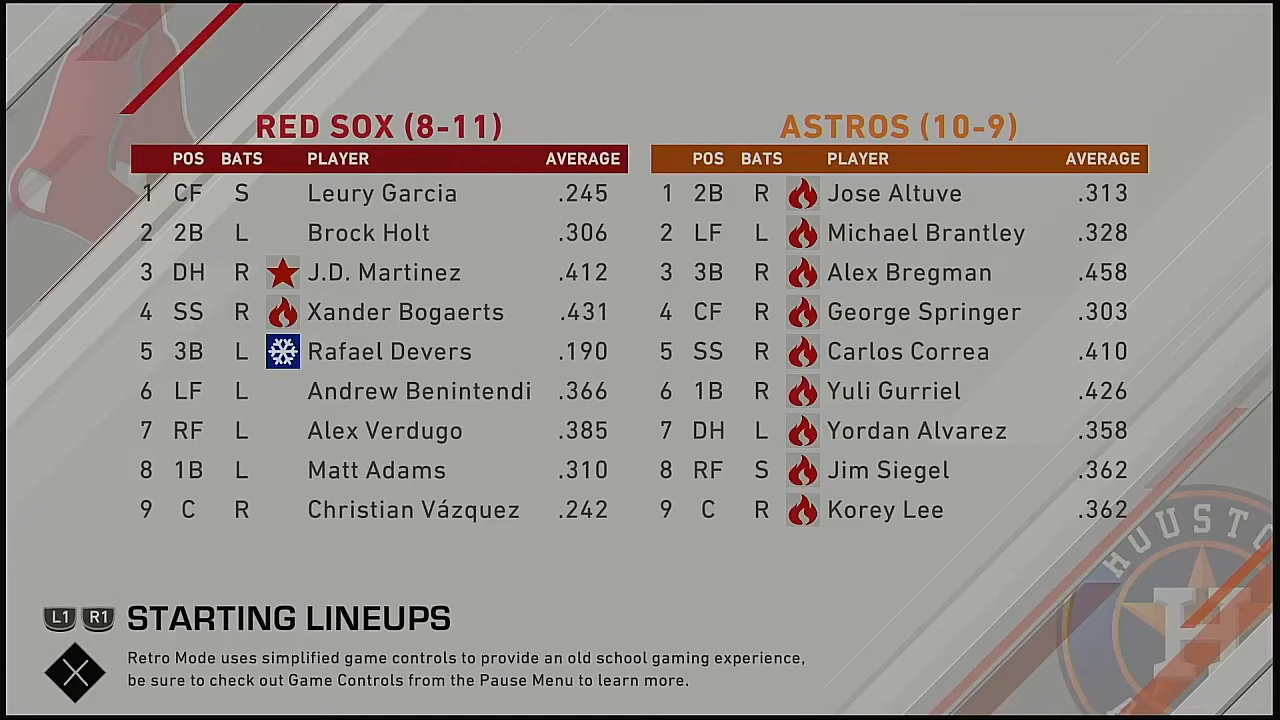 RED SOX (8-11)
POS BATS PLAYER AVERAGE
1 CF S Leury Garcia .245
2 2B L Brock Holt .306
3 DH R J.D. Martinez .412
4 SS R Xander Bogaerts .431
5 3B L Rafael Devers .190
6 LF L Andrew Benintendi .366
7 RF L Alex Verdugo .385
8 1B L Matt Adams .310
9 C R Christian Vázquez .242
ASTROS (10-9)
POS BATS PLAYER AVERAGE
1 2B R Jose Altuve .313
2 LF L Michael Brantley .328
3 3B R Alex Bregman .458
4 CF R George Springer .303
5 SS R Carlos Correa .410
6 1B R Yuli Gurriel .426
7 DH L Yordan Alvarez .358
8 RF S Jim Siegel .362
9 C R Korey Lee .362
HOUSTO
H
L1 R1 STARTING LINEUPS
Retro Mode uses simplified game controls to provide an old school gaming experience,
be sure to check out Game Controls from the Pause Menu to learn more.